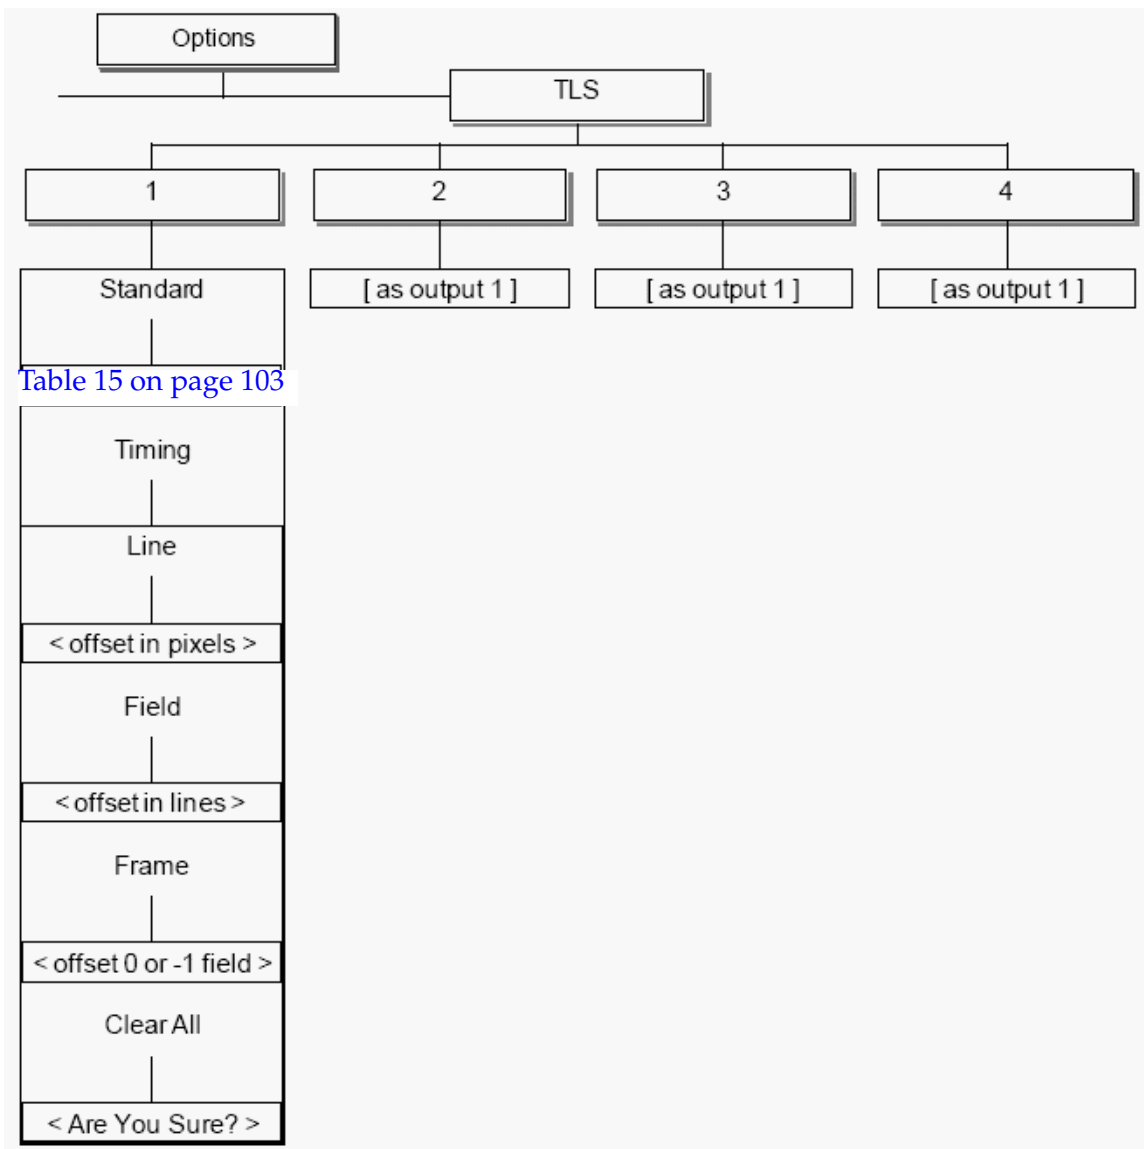 Options
TLS
1
2
3
4
Standard
[ as output 1 ]
[ as output 1 ]
[ as output 1 ]
Table 15 on page 103
Timing
Line
< offset in pixels >
Field
< offset in lines >
Frame
< offset 0 or -1 field >
Clear All
< Are You Sure? >